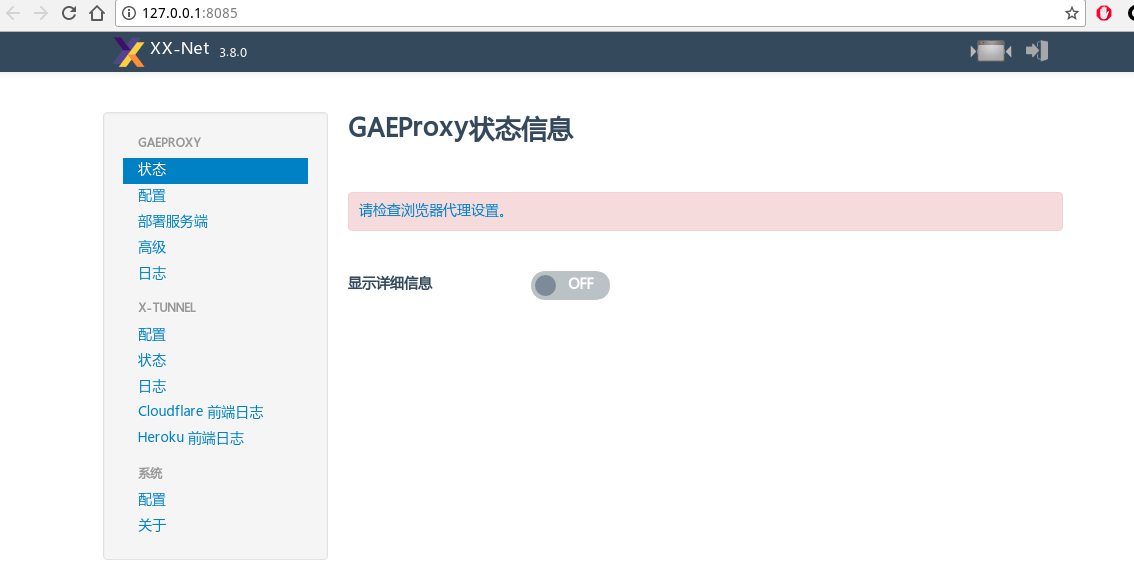 127.0.0.1:8085
XX-Net 3.8.0
GAEPROXY
状态
配置
部署服务端
高级
日志
X-TUNNEL
配置
状态
日志
Cloudflare 前端日志
Heroku 前端日志
系统
配置
关于
GAEProxy状态信息
请检查浏览器代理设置。
显示详细信息 OFF